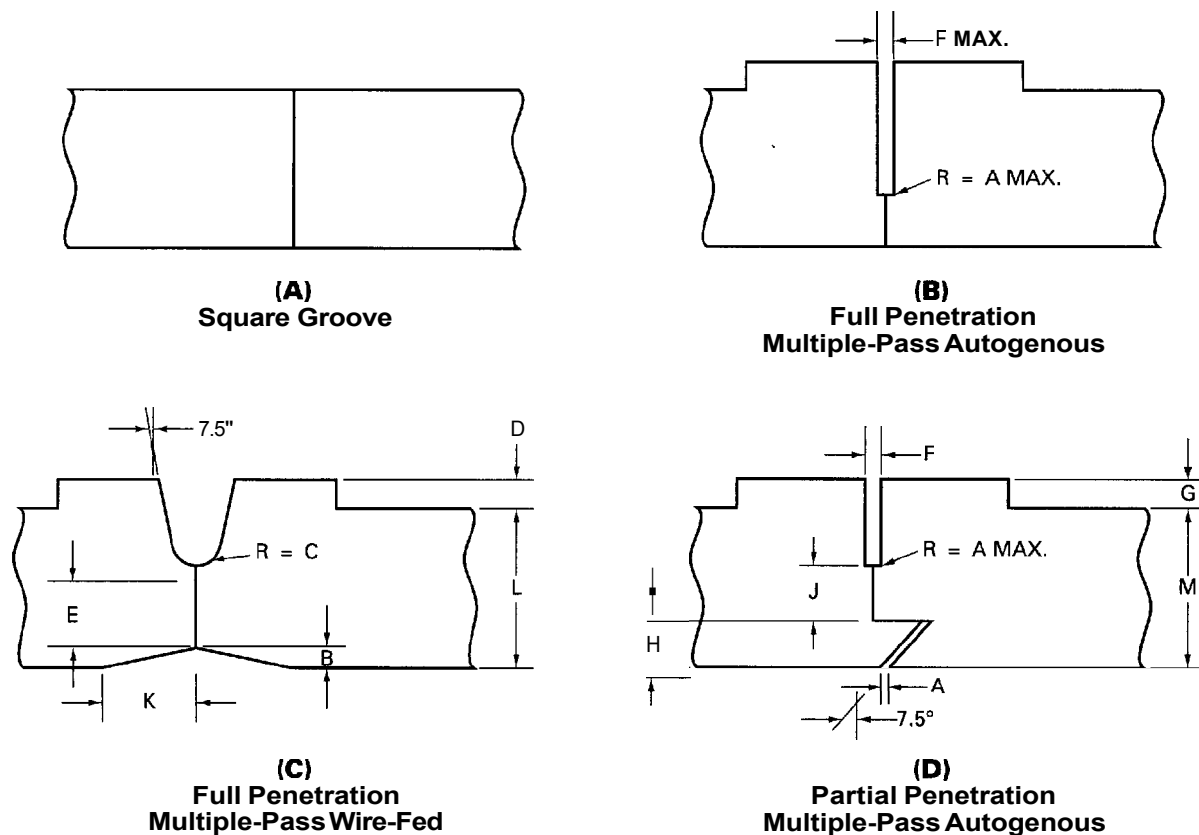 F MAX.
R = A MAX.
(A)
Square Groove
(B)
Full Penetration
Multiple-Pass Autogenous
7.5"
D
R = C
E
L
B
K
(C)
Full Penetration
Multiple-Pass Wire-Fed
F
G
R = A MAX.
J
M
H
A
7.5°
(D)
Partial Penetration
Multiple-Pass Autogenous